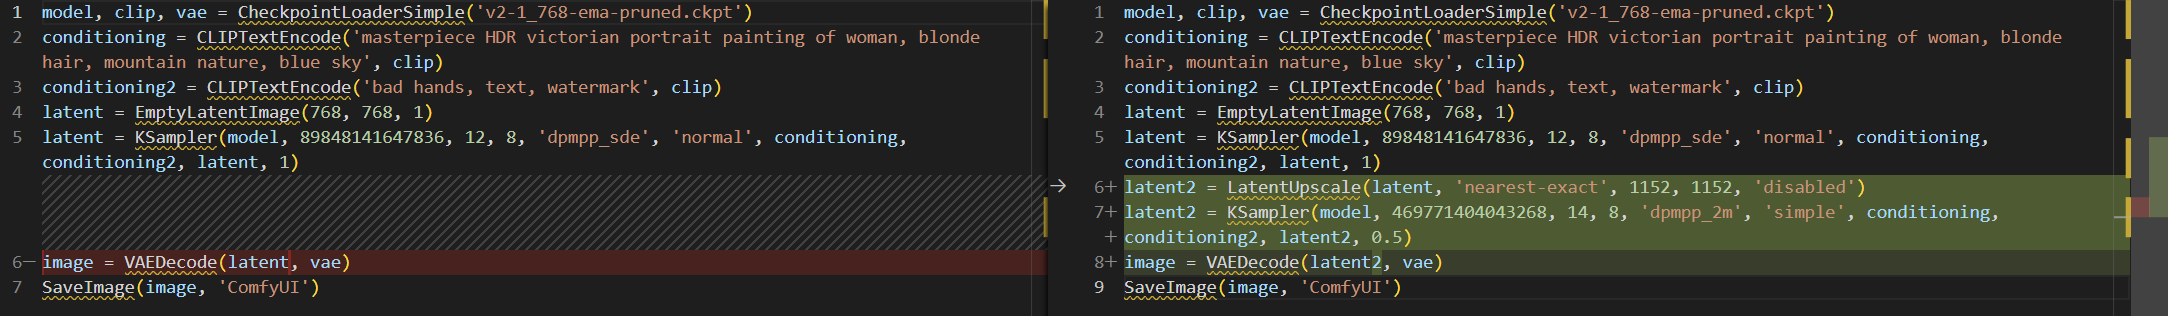 1 model, clip, vae = CheckpointLoaderSimple('v2-1_768-ema-pruned.ckpt')
2 conditioning = CLIPTextEncode('masterpiece HDR victorian portrait painting of woman, blonde
hair, mountain nature, blue sky', clip)
3 conditioning2 = CLIPTextEncode('bad hands, text, watermark', clip)
4 latent = EmptyLatentImage(768, 768, 1)
5 latent = KSampler(model, 89848141647836, 12, 8, 'dpmpp_sde', 'normal', conditioning,
conditioning2, latent, 1)
6− image = VAEDecode(latent, vae)
7 SaveImage(image, 'ComfyUI')
1 model, clip, vae = CheckpointLoaderSimple('v2-1_768-ema-pruned.ckpt')
2 conditioning = CLIPTextEncode('masterpiece HDR victorian portrait painting of woman, blonde
hair, mountain nature, blue sky', clip)
3 conditioning2 = CLIPTextEncode('bad hands, text, watermark', clip)
4 latent = EmptyLatentImage(768, 768, 1)
5 latent = KSampler(model, 89848141647836, 12, 8, 'dpmpp_sde', 'normal', conditioning,
conditioning2, latent, 1)
→ 6+ latent2 = LatentUpscale(latent, 'nearest-exact', 1152, 1152, 'disabled')
7+ latent2 = KSampler(model, 469771404043268, 14, 8, 'dpmpp_2m', 'simple', conditioning,
+ conditioning2, latent2, 0.5)
8+ image = VAEDecode(latent2, vae)
9 SaveImage(image, 'ComfyUI')